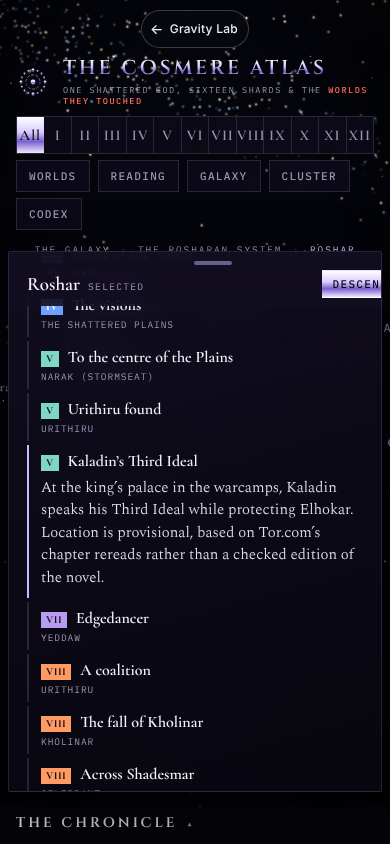 ← Gravity Lab
THE COSMERE ATLAS
ONE SHATTERED GOD, SIXTEEN SHARDS & THE WORLDS
THEY TOUCHED
All I II III IV V VI VII VIII IX X XI XII
WORLDS READING GALAXY CLUSTER
CODEX
THE GALAXY · THE ROSHARAN SYSTEM · ROSHAR
Roshar SELECTED
DESCEN
IV The visions
THE SHATTERED PLAINS
V To the centre of the Plains
NARAK (STORMSEAT)
V Urithiru found
URITHIRU
V Kaladin’s Third Ideal
At the king’s palace in the warcamps, Kaladin
speaks his Third Ideal while protecting Elhokar.
Location is provisional, based on Tor.com’s
chapter rereads rather than a checked edition of
the novel.
VII Edgedancer
YEDDAW
VIII A coalition
URITHIRU
VIII The fall of Kholinar
KHOLINAR
VIII Across Shadesmar
THE CHRONICLE ▴